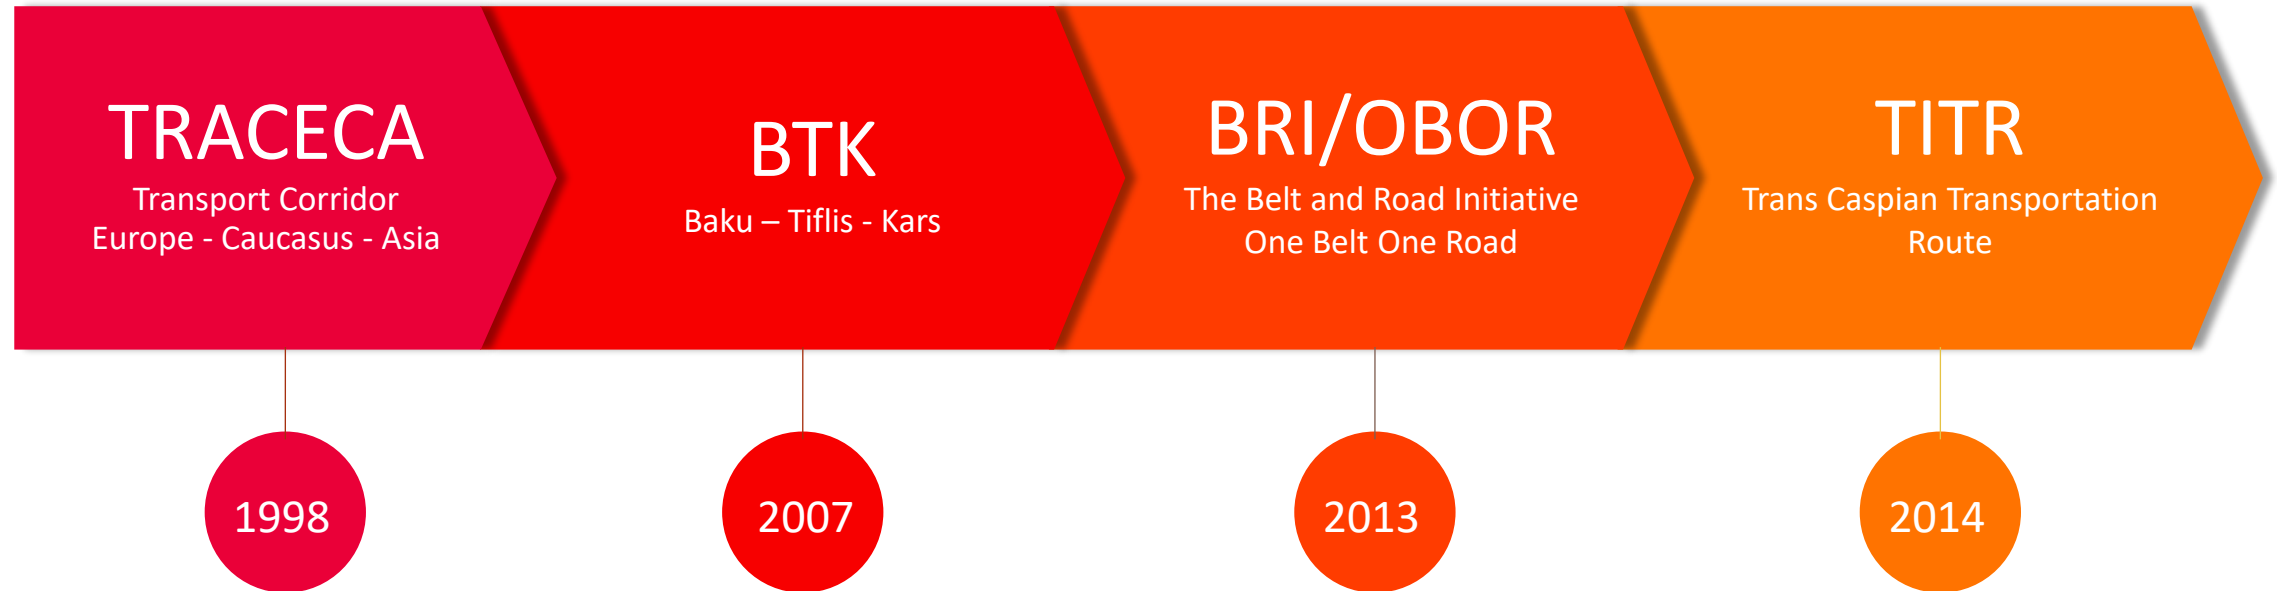 TRACECA
Transport Corridor
Europe - Caucasus - Asia
BTK
Baku – Tiflis - Kars
BRI/OBOR
The Belt and Road Initiative
One Belt One Road
TITR
Trans Caspian Transportation
Route
1998
2007
2013
2014